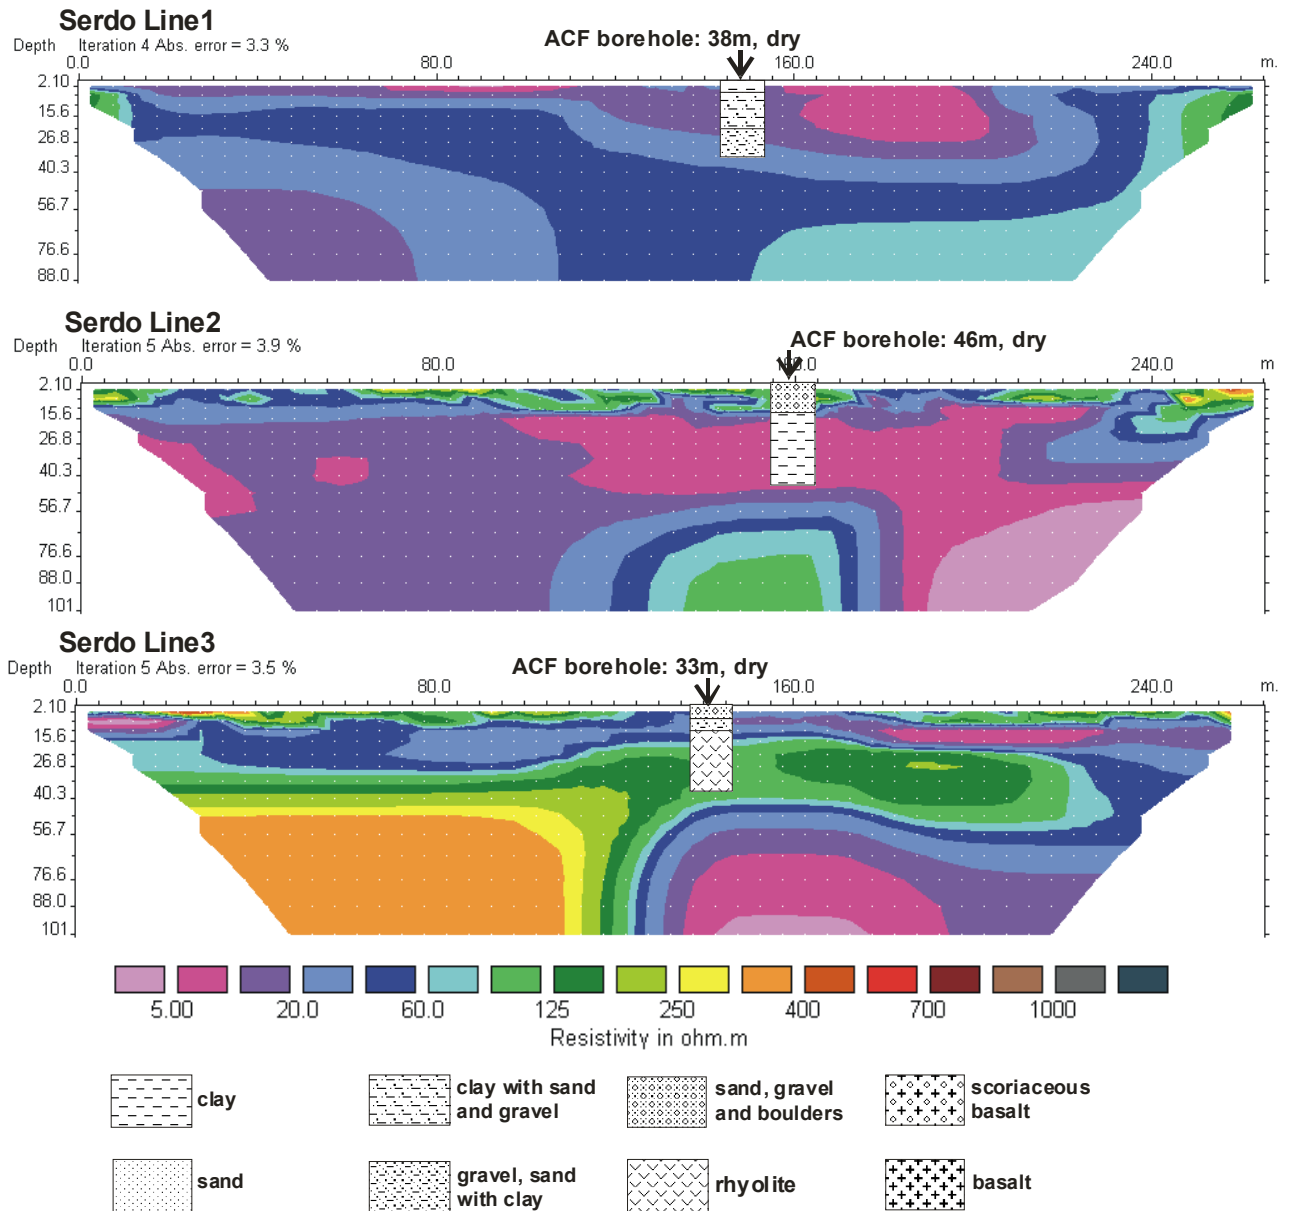 Serdo Line1
Depth Iteration 4 Abs. error = 3.3 %
ACF borehole: 38m, dry
0.0 80.0 160.0 240.0 m.
2.10
15.6
26.8
40.3
56.7
76.6
88.0
Serdo Line2
Depth Iteration 5 Abs. error = 3.9 %
ACF borehole: 46m, dry
0.0 80.0 240.0 m
2.10
15.6
26.8
40.3
56.7
76.6
88.0
101
Serdo Line3
Depth Iteration 5 Abs. error = 3.5 %
ACF borehole: 33m, dry
0.0 80.0 160.0 240.0 m.
2.10
15.6
26.8
40.3
56.7
76.6
88.0
101
5.00 20.0 60.0 125 250 400 700 1000
Resistivity in ohm.m
clay
clay with sand
and gravel
sand, gravel
and boulders
scoriaceous
basalt
sand
gravel, sand
with clay
rhyolite
basalt